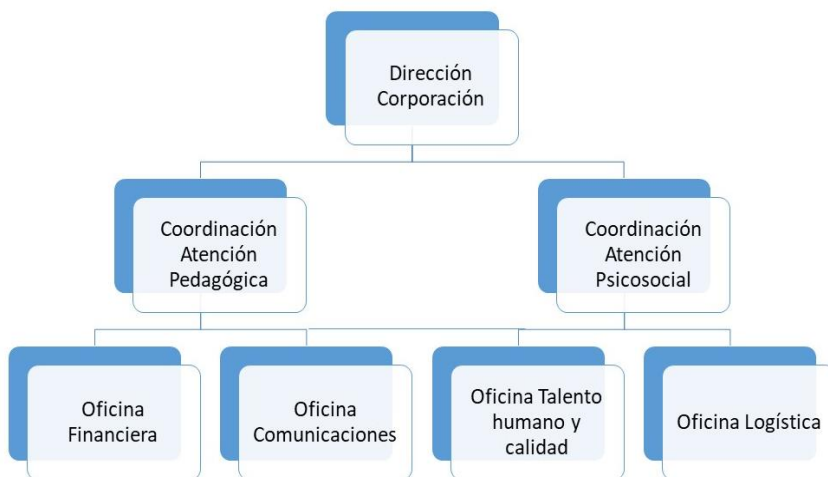 Dirección
Corporación
Coordinación
Atención
Pedagógica
Coordinación
Atención
Psicosocial
Oficina
Financiera
Oficina
Comunicaciones
Oficina Talento
humano y
calidad
Oficina Logística